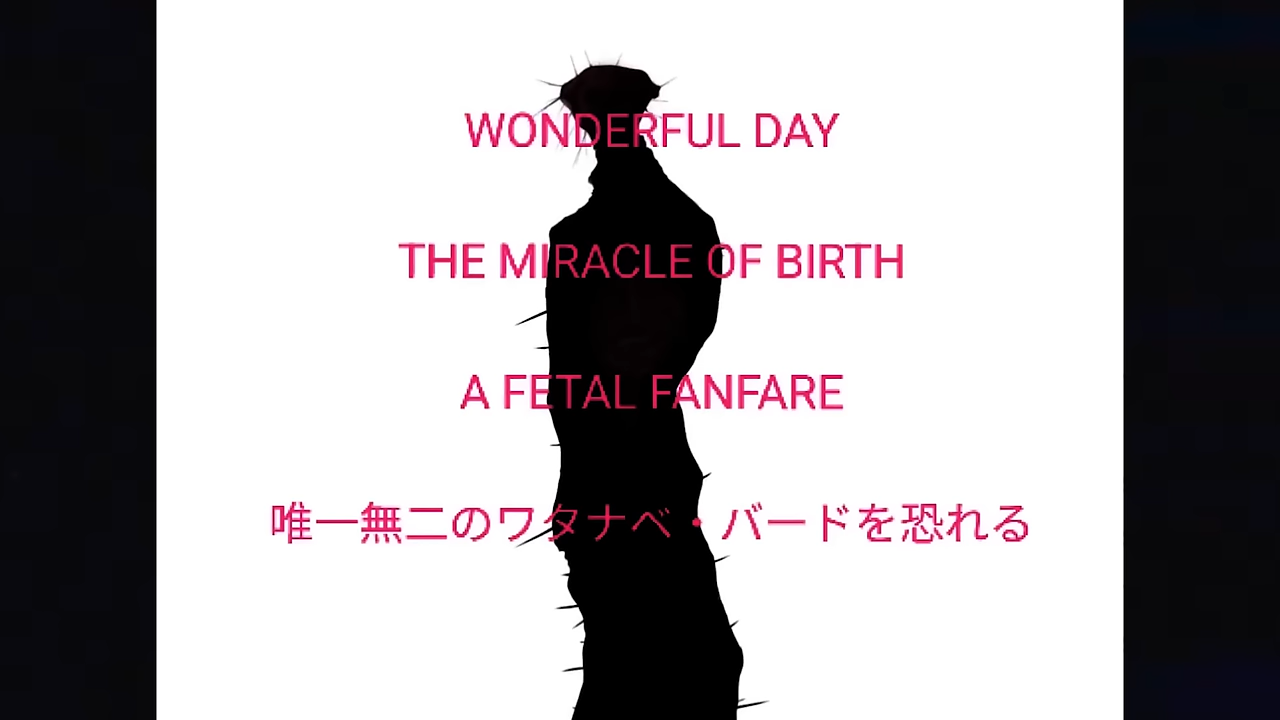 WONDERFUL DAY
THE MIRACLE OF BIRTH
A FETAL FANFARE
唯一無二のワタナベ・バードを恐れる